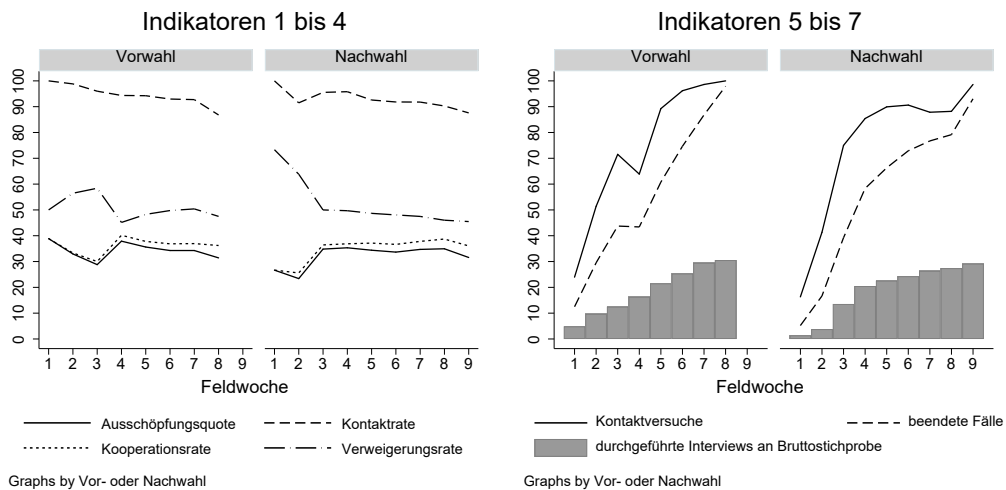 Indikatoren 1 bis 4
Vorwahl Nachwahl
100
90
80
70
60
50
40
30
20
10
0
1 2 3 4 5 6 7 8 9 1 2 3 4 5 6 7 8 9
Feldwoche
Ausschöpfungsquote Kontaktrate
Kooperationsrate Verweigerungsrate
Graphs by Vor- oder Nachwahl
Indikatoren 5 bis 7
Vorwahl Nachwahl
100
90
80
70
60
50
40
30
20
10
0
1 2 3 4 5 6 7 8 9 1 2 3 4 5 6 7 8 9
Feldwoche
Kontaktversuche beendete Fälle
durchgeführte Interviews an Bruttostichprobe
Graphs by Vor- oder Nachwahl